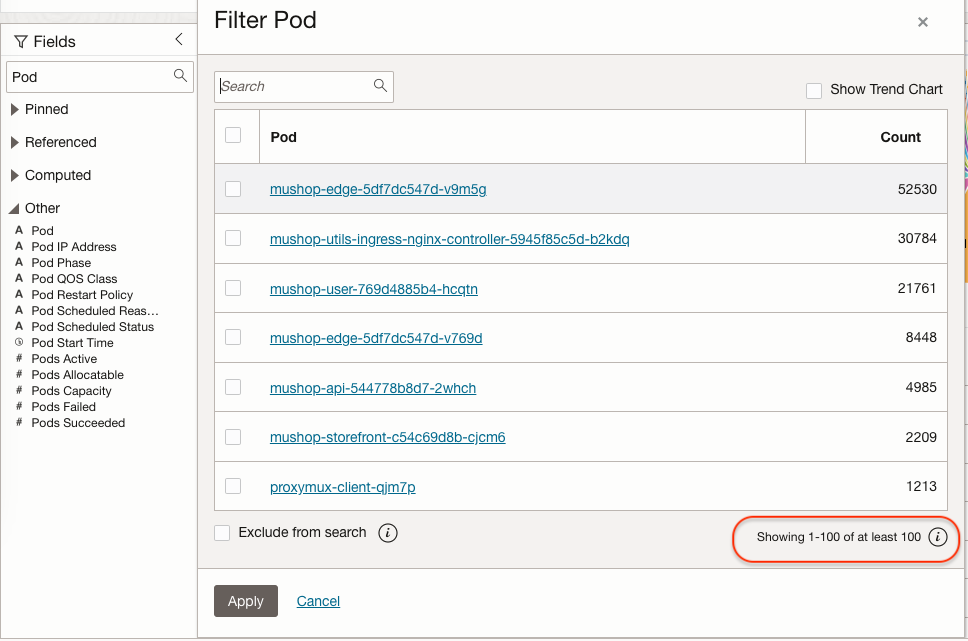 Fields
Pod
Pinned
Referenced
Computed
Other
A Pod
A Pod IP Address
A Pod Phase
A Pod QOS Class
A Pod Restart Policy
A Pod Scheduled Reas...
A Pod Scheduled Status
Pod Start Time
# Pods Active
# Pods Allocatable
# Pods Capacity
# Pods Failed
# Pods Succeeded
Filter Pod
Search
Show Trend Chart
Pod Count
mushop-edge-5df7dc547d-v9m5g 52530
mushop-utils-ingress-nginx-controller-5945f85c5d-b2kdq 30784
mushop-user-769d4885b4-hcqtn 21761
mushop-edge-5df7dc547d-v769d 8448
mushop-api-544778b8d7-2whch 4985
mushop-storefront-c54c69d8b-cjcm6 2209
proxymux-client-qjm7p 1213
Exclude from search i
Showing 1-100 of at least 100 i
Apply Cancel